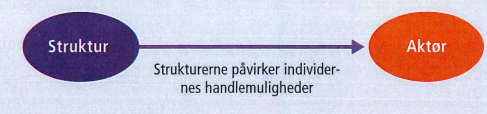 Struktur
Aktør
Strukturerne påvirker individer-
nes handlemuligheder